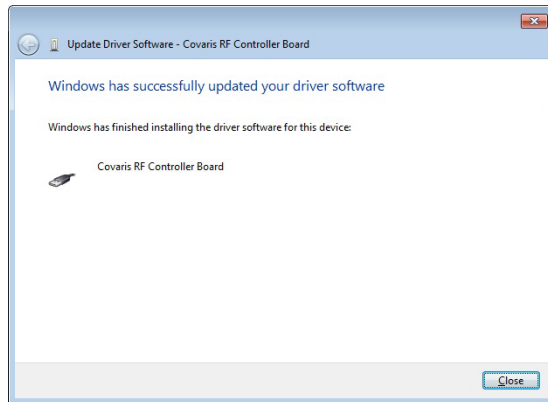 Update Driver Software - Covaris RF Controller Board
Windows has successfully updated your driver software
Windows has finished installing the driver software for this device:
Covaris RF Controller Board
Close